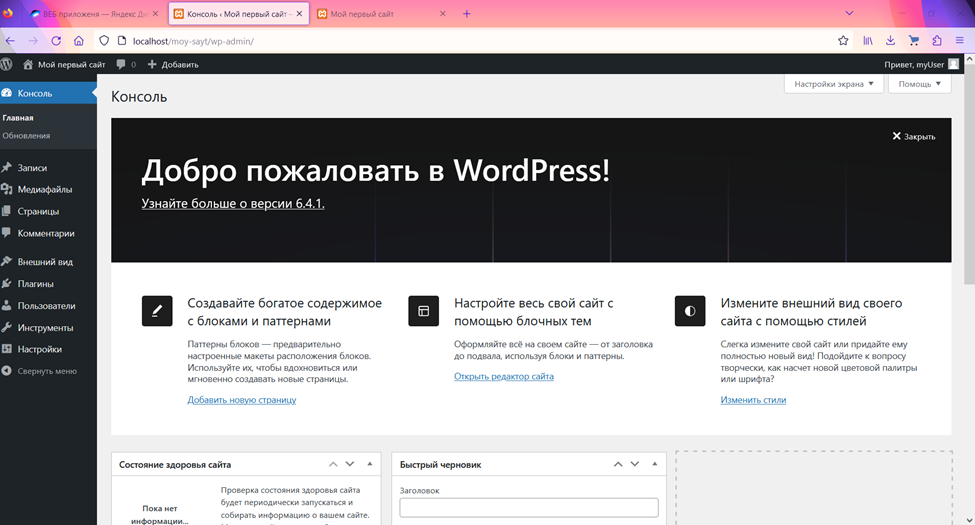 ВЕБ приложеня — Яндекс Ди
Консоль ‹ Мой первый сайт –
Мой первый сайт
localhost/moy-sayt/wp-admin/
Мой первый сайт
0
Добавить
Привет, myUser
Консоль
Главная
Обновления
Записи
Медиафайлы
Страницы
Комментарии
Внешний вид
Плагины
Пользователи
Инструменты
Настройки
Свернуть меню
Настройки экрана
Помощь
Консоль
Закрыть
Добро пожаловать в WordPress!
Узнайте больше о версии 6.4.1.
Создавайте богатое содержимое
с блоками и паттернами
Паттерны блоков — предварительно
настроенные макеты расположения блоков.
Используйте их, чтобы вдохновиться или
мгновенно создавать новые страницы.
Добавить новую страницу
Настройте весь свой сайт с
помощью блочных тем
Оформляйте всё на своем сайте — от заголовка
до подвала, используя блоки и паттерны.
Открыть редактор сайта
Измените внешний вид своего
сайта с помощью стилей
Слегка измените свой сайт или придайте ему
полностью новый вид! Подойдите к вопросу
творчески, как насчет новой цветовой палитры
или шрифта?
Изменить стили
Состояние здоровья сайта
Пока нет
информации...
Проверка состояния здоровья сайта
будет периодически запускаться и
собирать информацию о вашем сайте.
Быстрый черновик
Заголовок